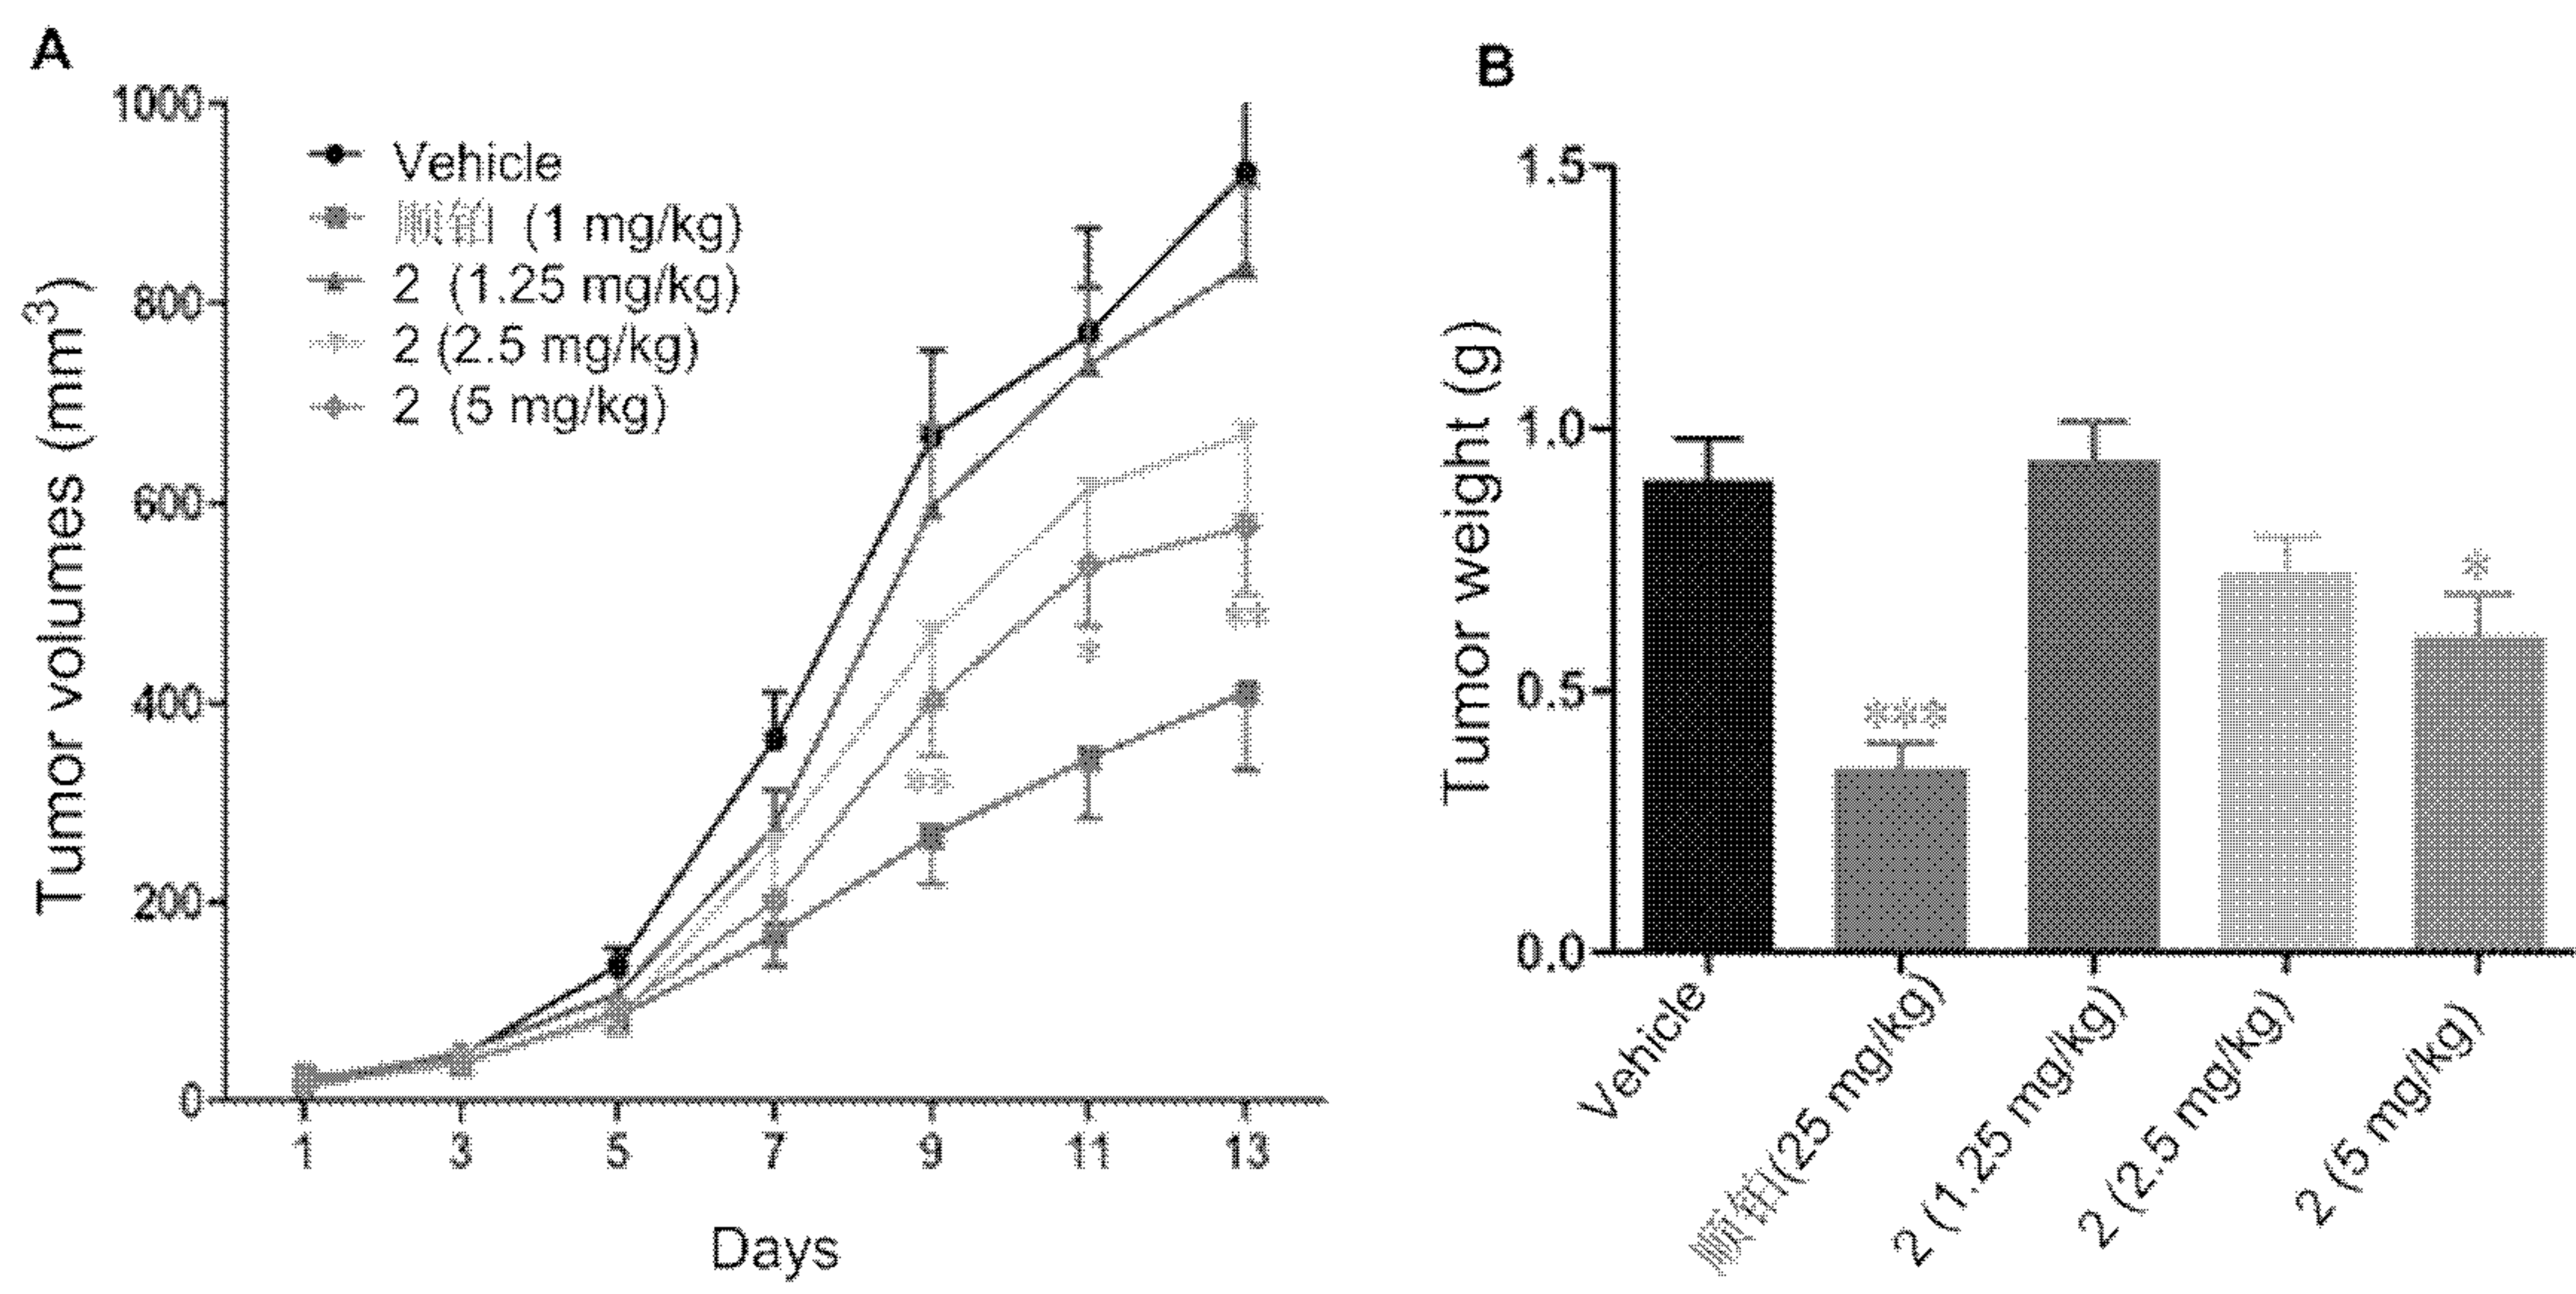 A
Tumor volumes (mm³)
1000
800
600
400
200
0
Vehicle
顺铂 (1 mg/kg)
2 (1.25 mg/kg)
2 (2.5 mg/kg)
2 (5 mg/kg)
**
*
**
1 3 5 7 9 11 13
Days
B
Tumor weight (g)
1.5
1.0
0.5
0.0
***
*
Vehicle
顺铂(25 mg/kg)
2 (1.25 mg/kg)
2 (2.5 mg/kg)
2 (5 mg/kg)